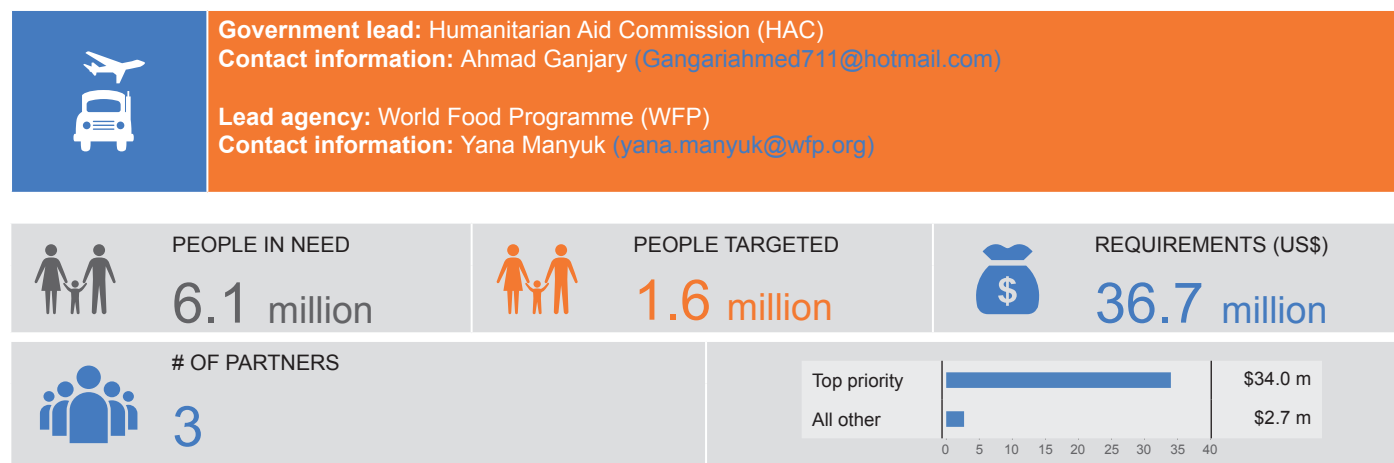 Government lead: Humanitarian Aid Commission (HAC)
Contact information: Ahmad Ganjary (Gangariahmed711@hotmail.com)
Lead agency: World Food Programme (WFP)
Contact information: Yana Manyuk (yana.manyuk@wfp.org)
PEOPLE IN NEED
6.1 million
PEOPLE TARGETED
1.6 million
REQUIREMENTS (US$)
$
36.7 million
# OF PARTNERS
3
Top priority $34.0 m
All other $2.7 m
0 5 10 15 20 25 30 35 40